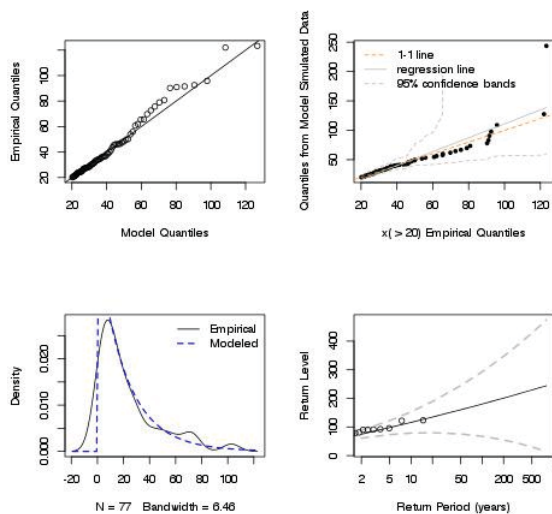 Empirical Quantiles
20 40 60 80 100 120
20 40 60 80 100 120
Model Quantiles
Quantiles from Model Simulated Data
50 100 150 200 250
1-1 line
regression line
95% confidence bands
20 40 60 80 100 120
x( > 20) Empirical Quantiles
Density
0.000 0.010 0.020
Empirical
Modeled
-20 0 20 40 60 80 100
N = 77 Bandwidth = 6.46
Return Level
0 100 200 300 400
2 5 10 20 50 200 500
Return Period (years)